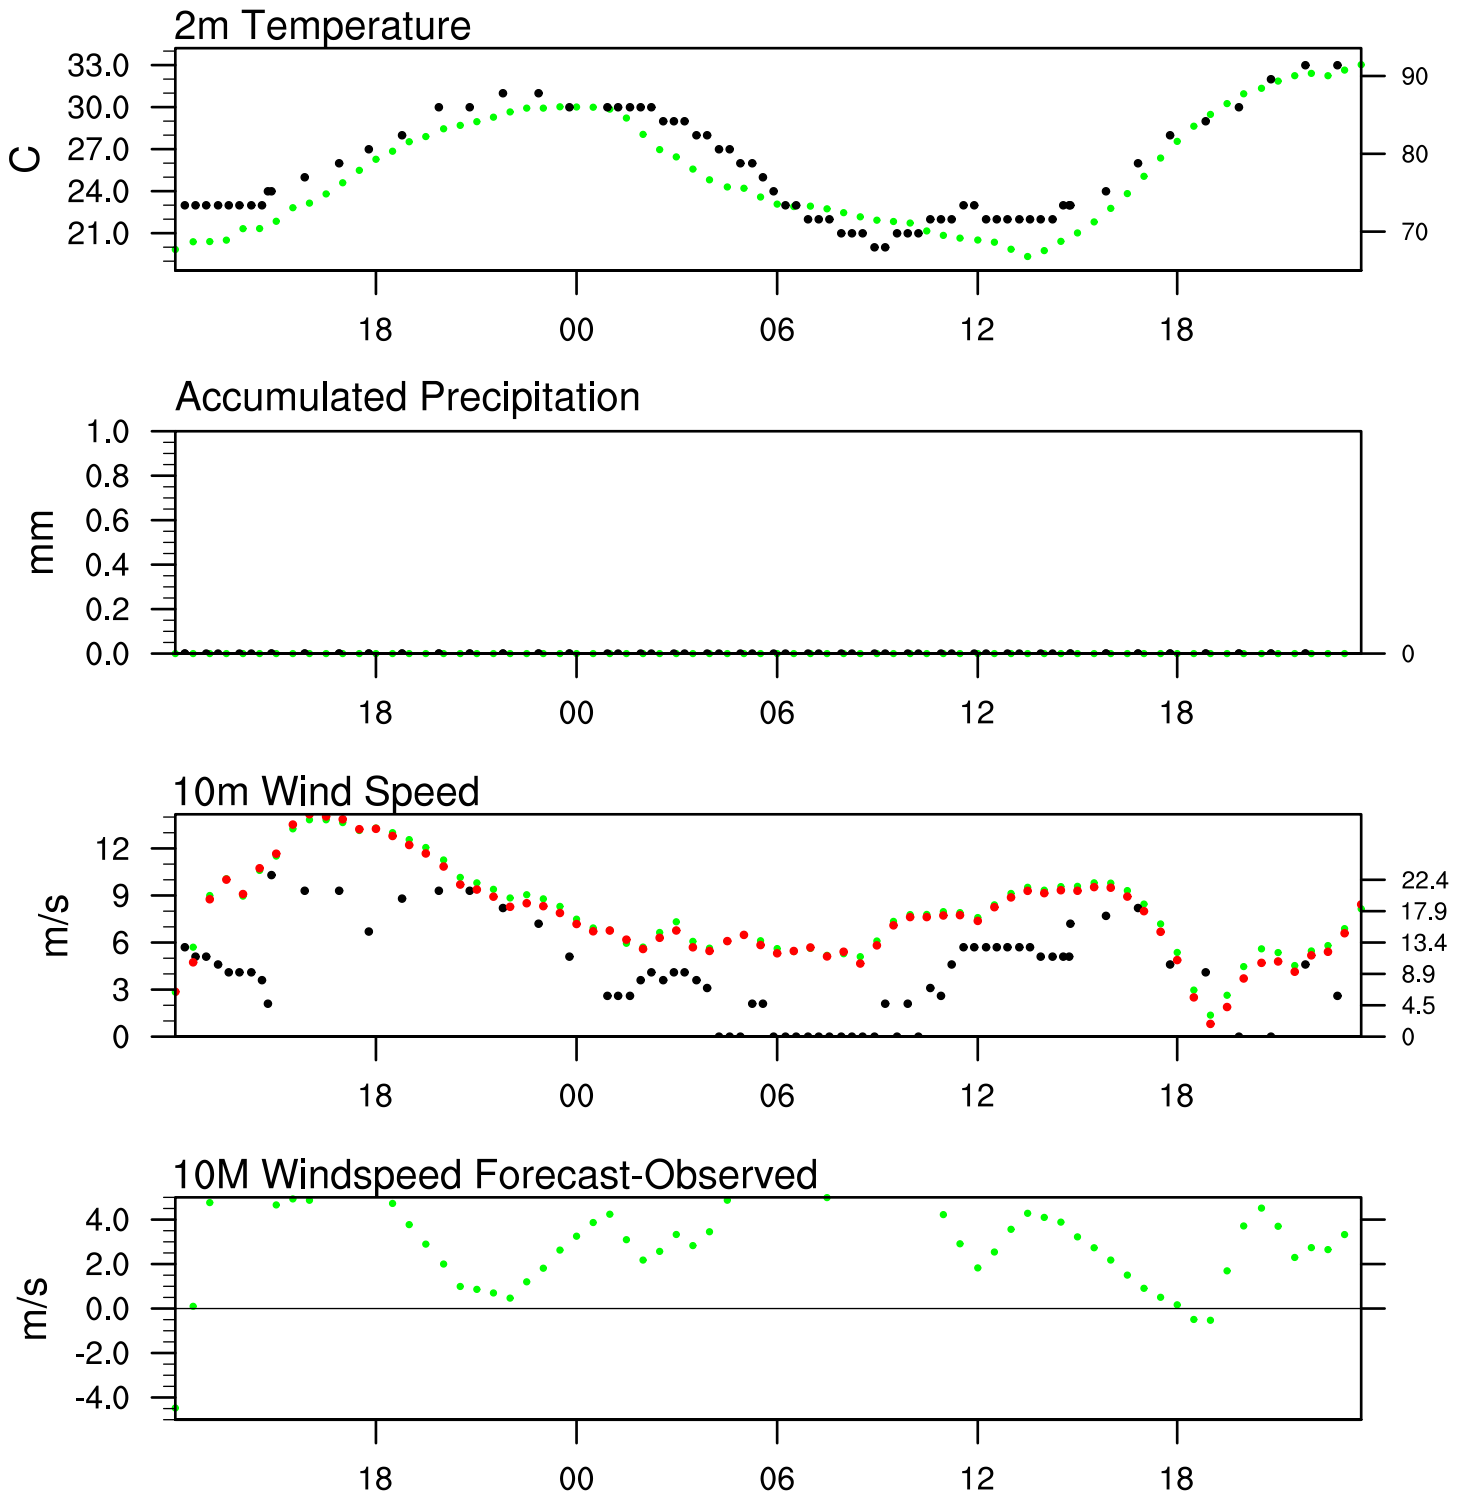 2m Temperature
33.0
90
30.0
27.0
80
C
24.0
21.0
70
18 00 06 12 18
Accumulated Precipitation
1.0
0.8
0.6
mm
0.4
0.2
0.0
0
18 00 06 12 18
10m Wind Speed
12
9
22.4
17.9
m/s
6
13.4
3
8.9
4.5
0
0
18 00 06 12 18
10M Windspeed Forecast-Observed
4.0
2.0
m/s
0.0
-2.0
-4.0
18 00 06 12 18